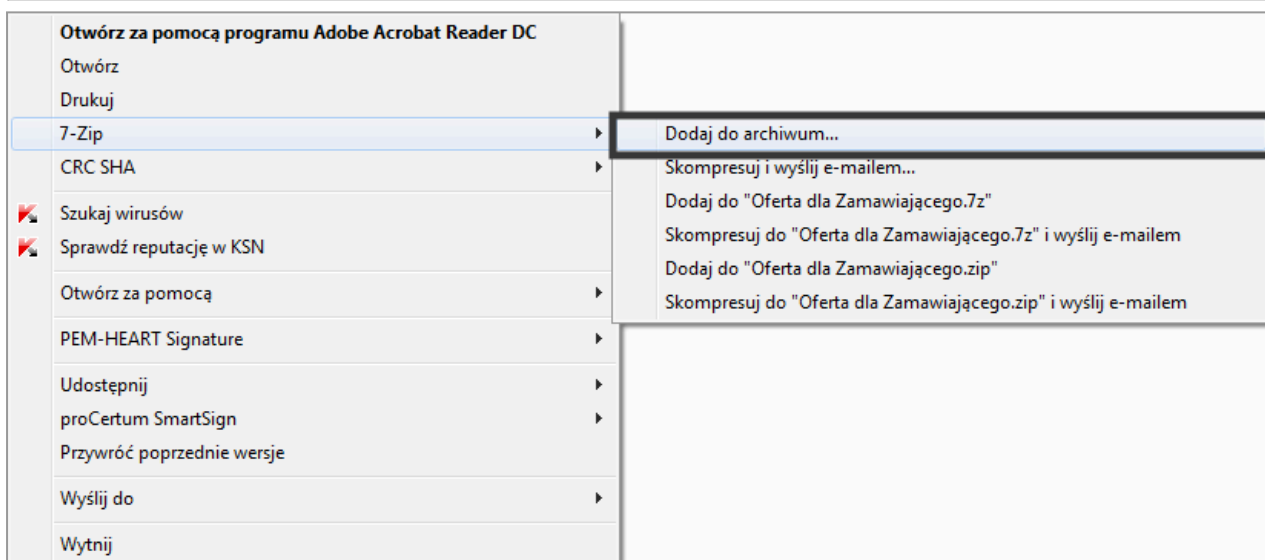 Otwórz za pomocą programu Adobe Acrobat Reader DC
Otwórz
Drukuj
7-Zip
CRC SHA
Szukaj wirusów
Sprawdź reputację w KSN
Otwórz za pomocą
PEM-HEART Signature
Udostępnij
proCertum SmartSign
Przywróć poprzednie wersje
Wyślij do
Wytnij
Dodaj do archiwum...
Skompresuj i wyślij e-mailem...
Dodaj do "Oferta dla Zamawiającego.7z"
Skompresuj do "Oferta dla Zamawiającego.7z" i wyślij e-mailem
Dodaj do "Oferta dla Zamawiającego.zip"
Skompresuj do "Oferta dla Zamawiającego.zip" i wyślij e-mailem